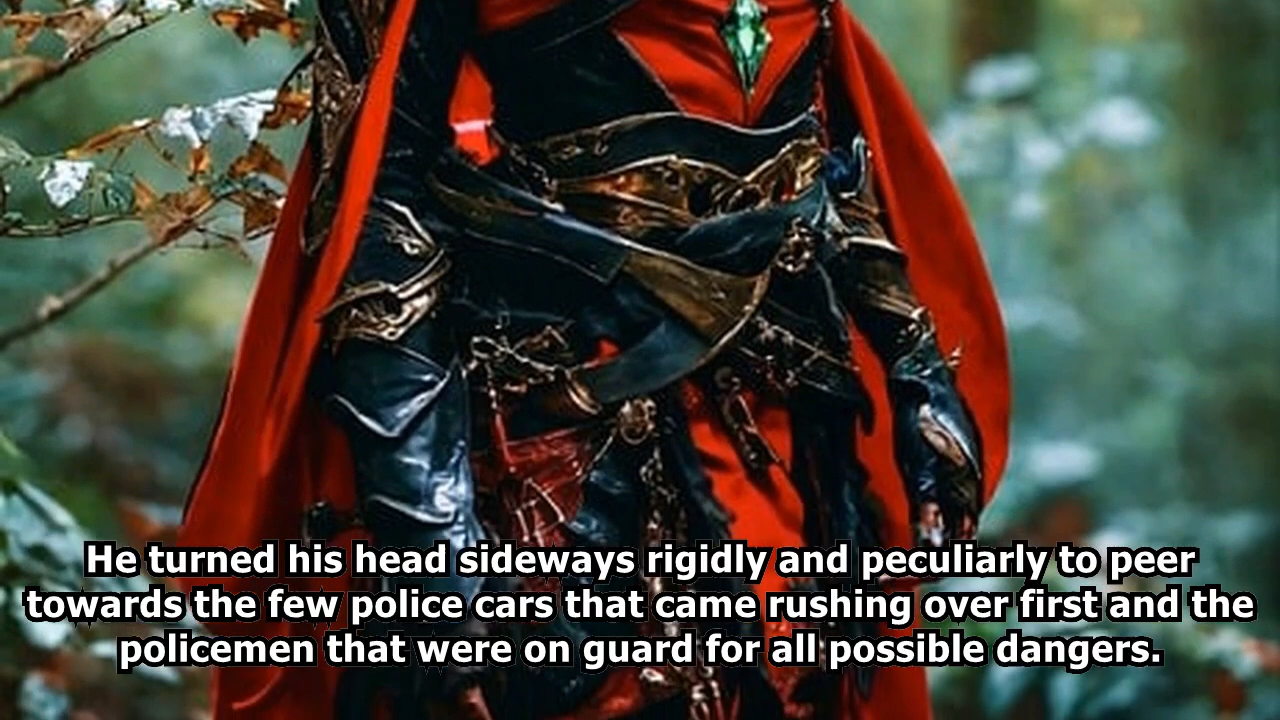 He turned his head sideways rigidly and peculiarly to peer
towards the few police cars that came rushing over first and the
policemen that were on guard for all possible dangers.